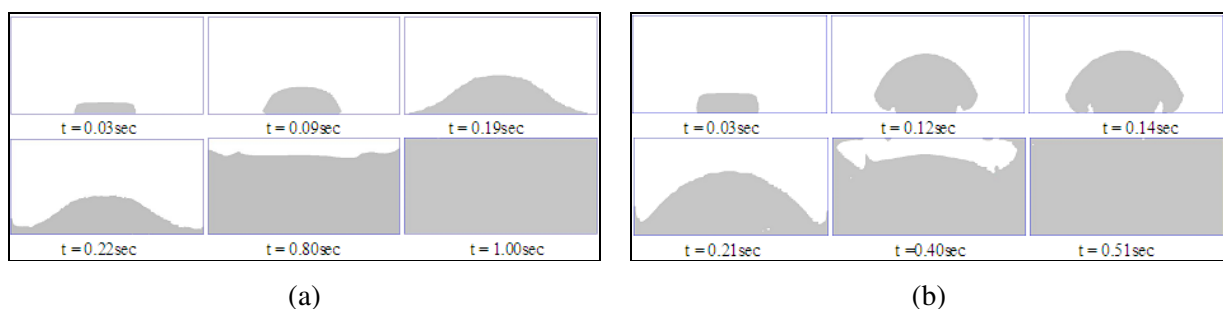 t = 0.03sec t = 0.09sec t = 0.19sec
t = 0.22sec t = 0.80sec t = 1.00sec
(a)
t = 0.03sec t = 0.12sec t = 0.14sec
t = 0.21sec t =0.40sec t = 0.51sec
(b)